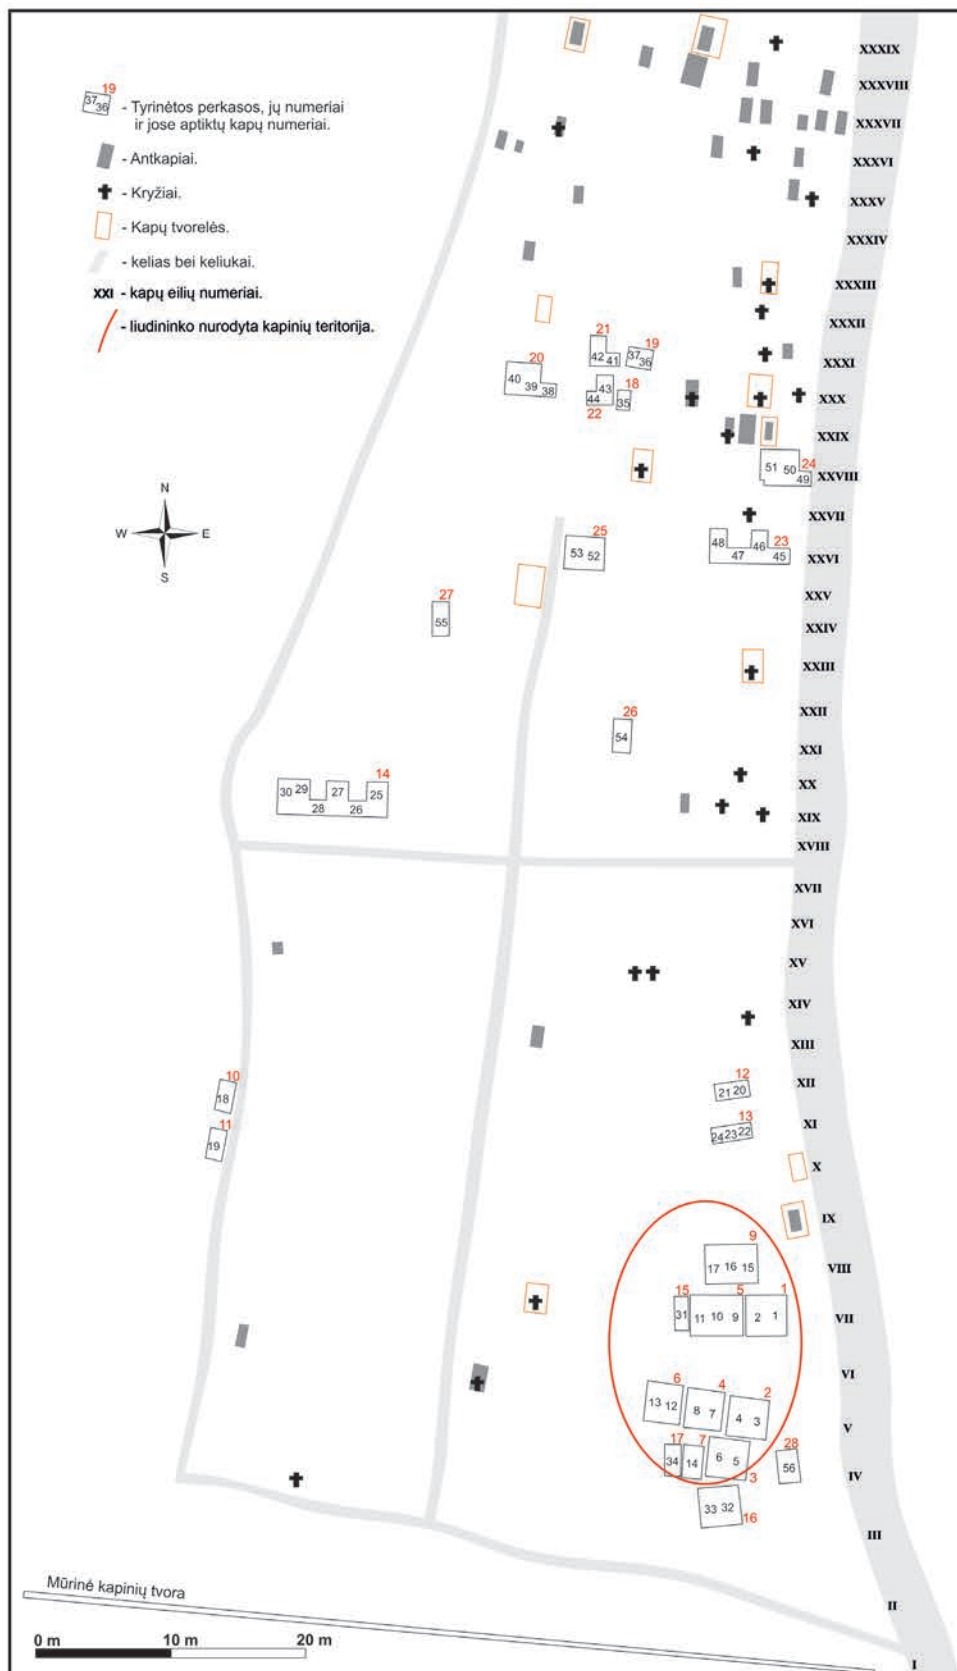 19
37 36
- Tyrinėtos perkasos, jų numeriai
ir jose aptiktų kapų numeriai.
- Antkapiai.
- Kryžiai.
- Kapų tvorelės.
- kelias bei keliukai.
XXI - kapų eilių numeriai.
- liudininko nurodyta kapinių teritorija.
XXXIX
XXXVIII
XXXVII
XXXVI
XXXV
XXXIV
XXXIII
XXXII
21
19
42 41
37 36
XXXI
20
40 39 38
43
44
22
18
35
XXX
XXIX
24
51 50 49
XXVIII
N
W E
S
XXVII
25
53 52
23
48 47 46 45
XXVI
XXV
27
55
XXIV
XXIII
XXII
26
54
XXI
14
30 29 28 27 26 25
XX
XIX
XVIII
XVII
XVI
XV
XIV
XIII
10
18
12
21 20
XII
11
19
13
24 23 22
XI
X
IX
9
17 16 15
VIII
15
5
1
31
11 10 9
2 1
VII
VI
6
4
2
13 12
8 7
4 3
V
17
7
28
34
14
6 5
3
56
IV
33 32
16
III
Mūrinė kapinių tvora
II
0 m 10 m 20 m
I